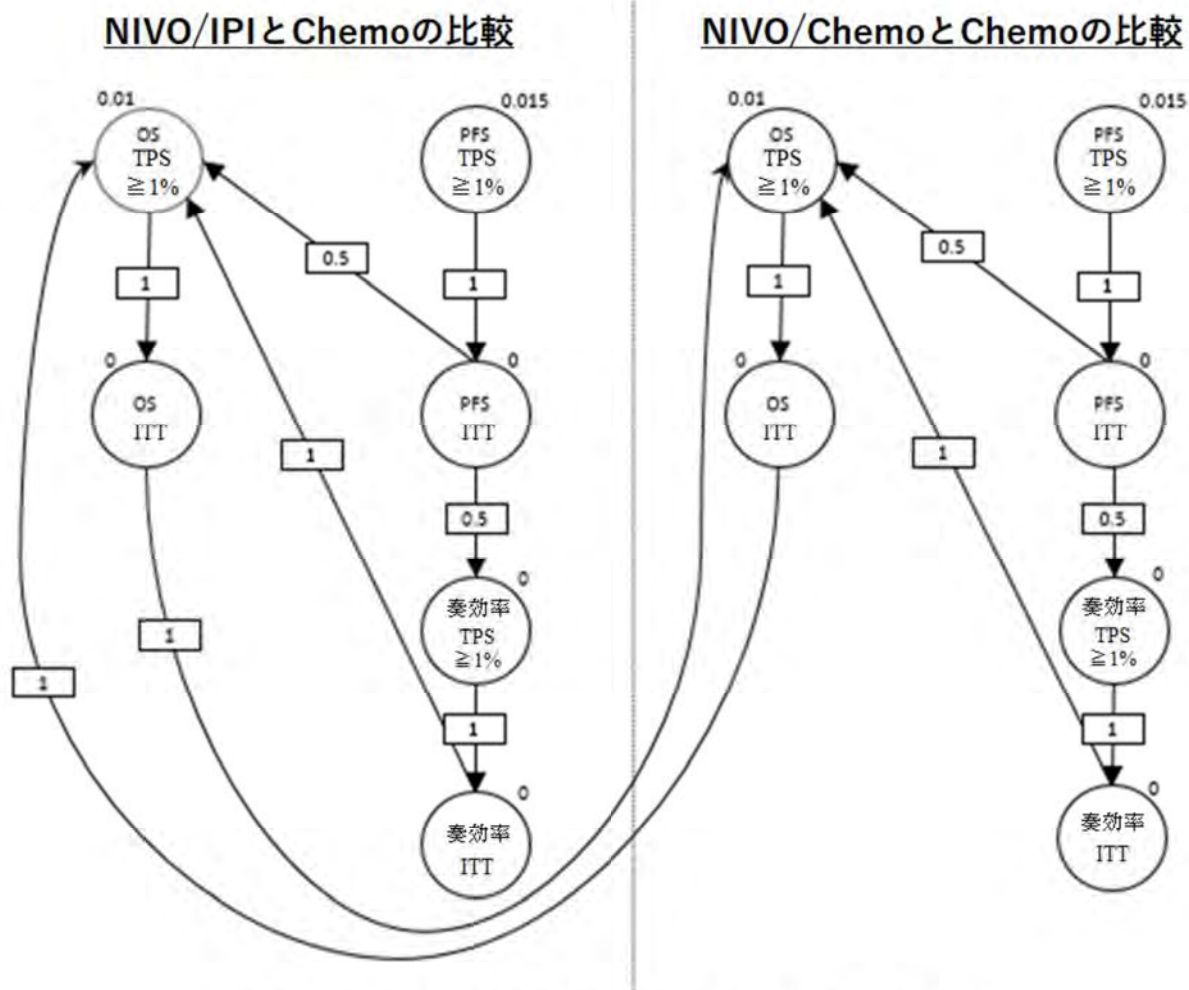 NIVO/IPIとChemoの比較
0.01
OS
TPS
≧1%
0.015
PFS
TPS
≧1%
0.5
1
1
0
OS
ITT
0
PFS
ITT
1
0.5
0
奏効率
TPS
≧1%
1
1
1
0
奏効率
ITT
NIVO/ChemoとChemoの比較
0.01
OS
TPS
≧1%
0.015
PFS
TPS
≧1%
0.5
1
1
0
OS
ITT
0
PFS
ITT
1
0.5
0
奏効率
TPS
≧1%
1
0
奏効率
ITT